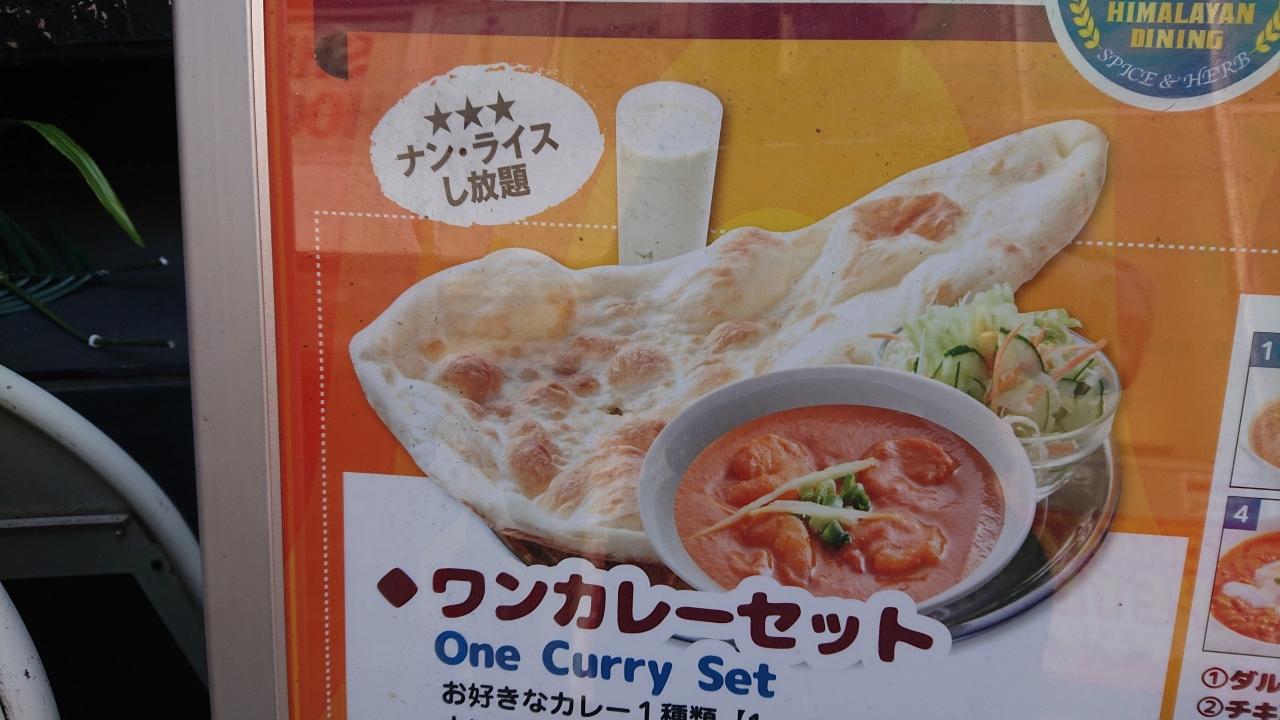 HIMALAYAN
DINING
SPICE & HERB
★★★
ナン・ライス
し放題
◆ワンカレーセット
One Curry Set
お好きなカレー1種類
1
4
①ダル
②チキ